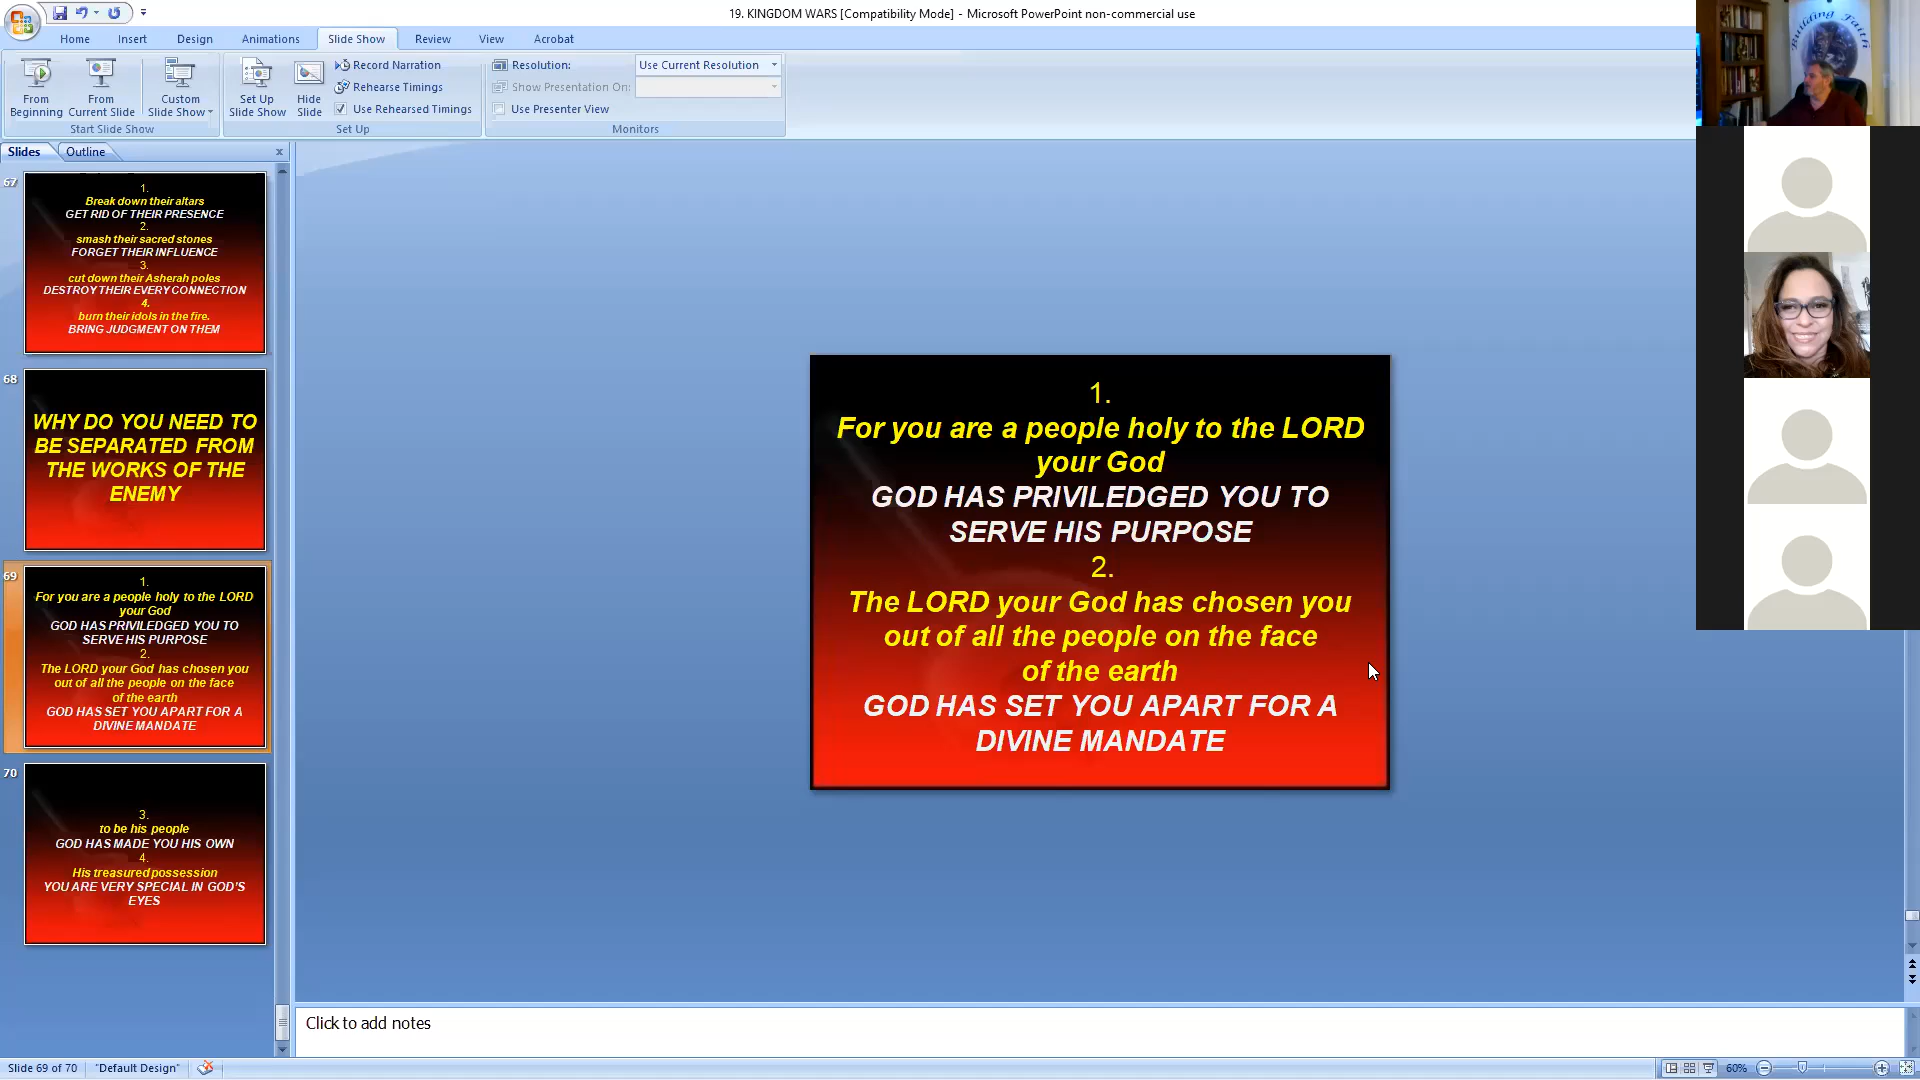 19. KINGDOM WARS [Compatibility Mode] - Microsoft PowerPoint non-commercial use
Home Insert Design Animations Slide Show Review View Acrobat
From Beginning
From Current Slide
Custom Slide Show
Start Slide Show
Set Up Slide Show
Hide Slide
Record Narration
Rehearse Timings
Use Rehearsed Timings
Set Up
Resolution: Use Current Resolution
Show Presentation On:
Use Presenter View
Monitors
Building Faith
Slides Outline
67
1.
Break down their altars
GET RID OF THEIR PRESENCE
2.
smash their sacred stones
FORGET THEIR INFLUENCE
3.
cut down their Asherah poles
DESTROY THEIR EVERY CONNECTION
4.
burn their idols in the fire.
BRING JUDGMENT ON THEM
68
WHY DO YOU NEED TO
BE SEPARATED FROM
THE WORKS OF THE
ENEMY
69
1.
For you are a people holy to the LORD
your God
GOD HAS PRIVILEDGED YOU TO
SERVE HIS PURPOSE
2.
The LORD your God has chosen you
out of all the people on the face
of the earth
GOD HAS SET YOU APART FOR A
DIVINE MANDATE
70
3.
to be his people
GOD HAS MADE YOU HIS OWN
4.
His treasured possession
YOU ARE VERY SPECIAL IN GOD'S
EYES
1.
For you are a people holy to the LORD
your God
GOD HAS PRIVILEDGED YOU TO
SERVE HIS PURPOSE
2.
The LORD your God has chosen you
out of all the people on the face
of the earth
GOD HAS SET YOU APART FOR A
DIVINE MANDATE
Click to add notes
Slide 69 of 70 "Default Design" 60%